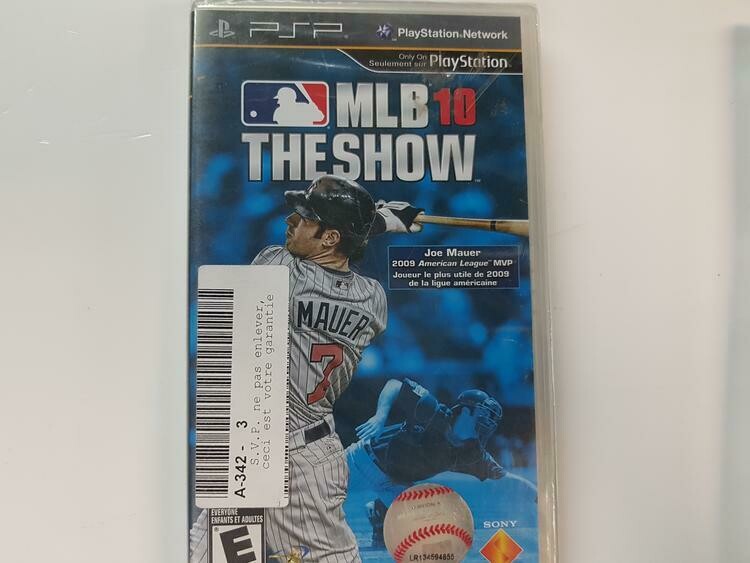 PSP
PlayStation Network
Only On
Seulement sur PlayStation
MLB 10
THE SHOW
Joe Mauer
2009 American League™ MVP
Joueur le plus utile de 2009
de la ligue américaine
MAUER
7
A-342 - 3
S.V.P. ne pas enlever,
ceci est votre garantie
EVERYONE
ENFANTS ET ADULTES
E
LR134594855
SONY